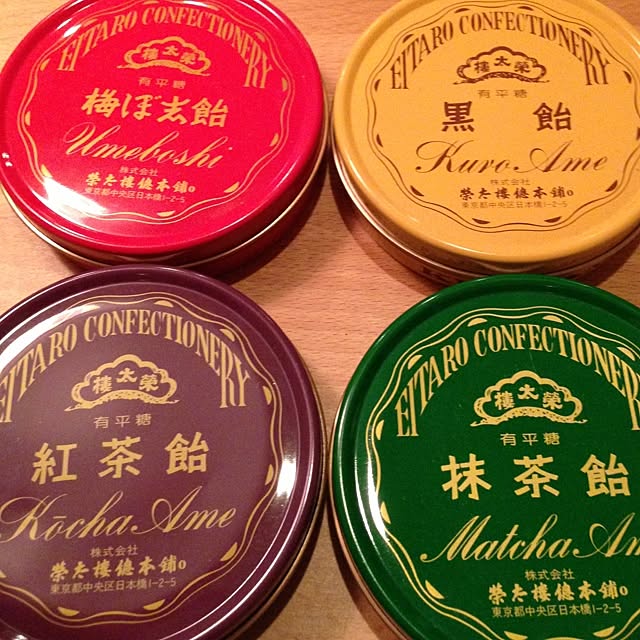 EITARO CONFECTIONERY
榮太樓
有平糖
梅ぼ志飴
Umeboshi
株式会社
榮太樓總本鋪
東京都中央区日本橋1-2-5
EITARO CONFECTIONERY
榮太樓
有平糖
黒飴
Kuro Ame
株式会社
榮太樓總本鋪
東京都中央区日本橋1-2-5
EITARO CONFECTIONERY
榮太樓
有平糖
紅茶飴
Kōcha Ame
株式会社
榮太樓總本鋪
東京都中央区日本橋1-2-5
EITARO CONFECTIONERY
榮太樓
有平糖
抹茶飴
Matcha Am
株式会社
榮太樓總本鋪
東京都中央区日本橋1-2-5